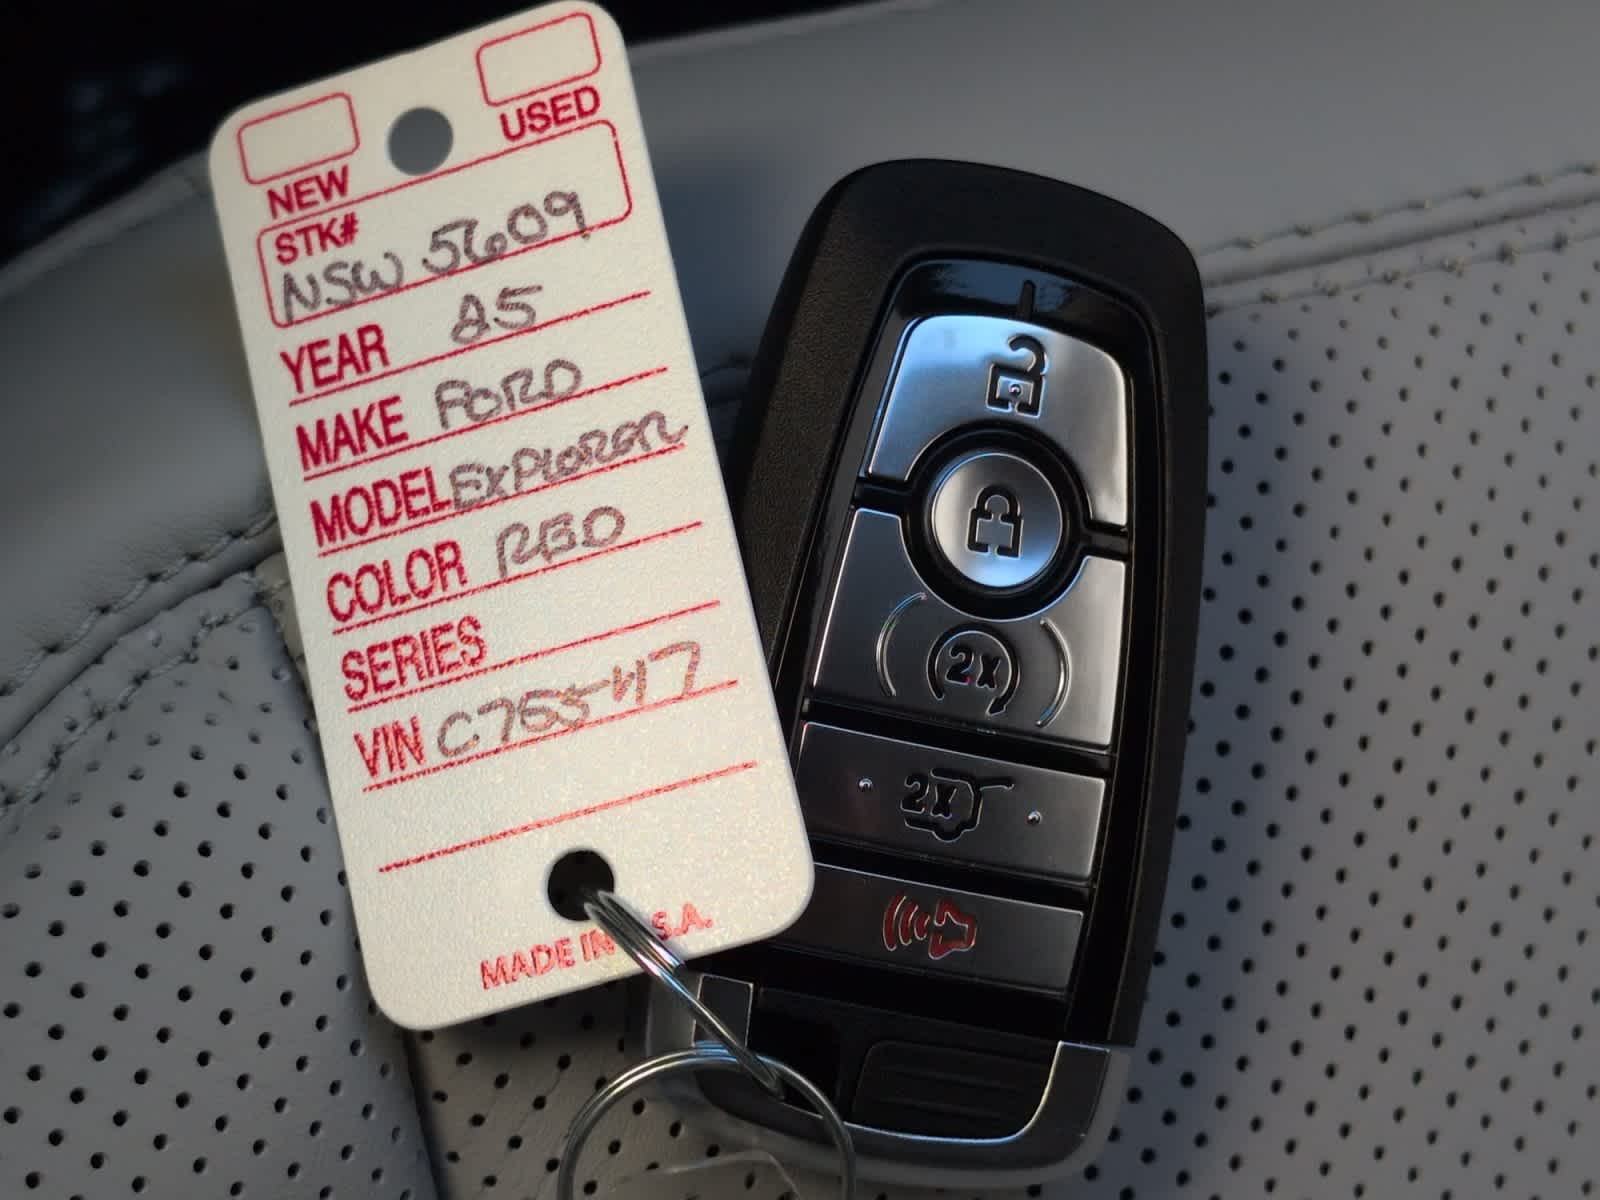 NEW USED
STK#
NSW 5609
YEAR 25
MAKE FORD
MODEL EXPLORER
COLOR RED
SERIES
VIN
MADE IN S.A.
2x
2x